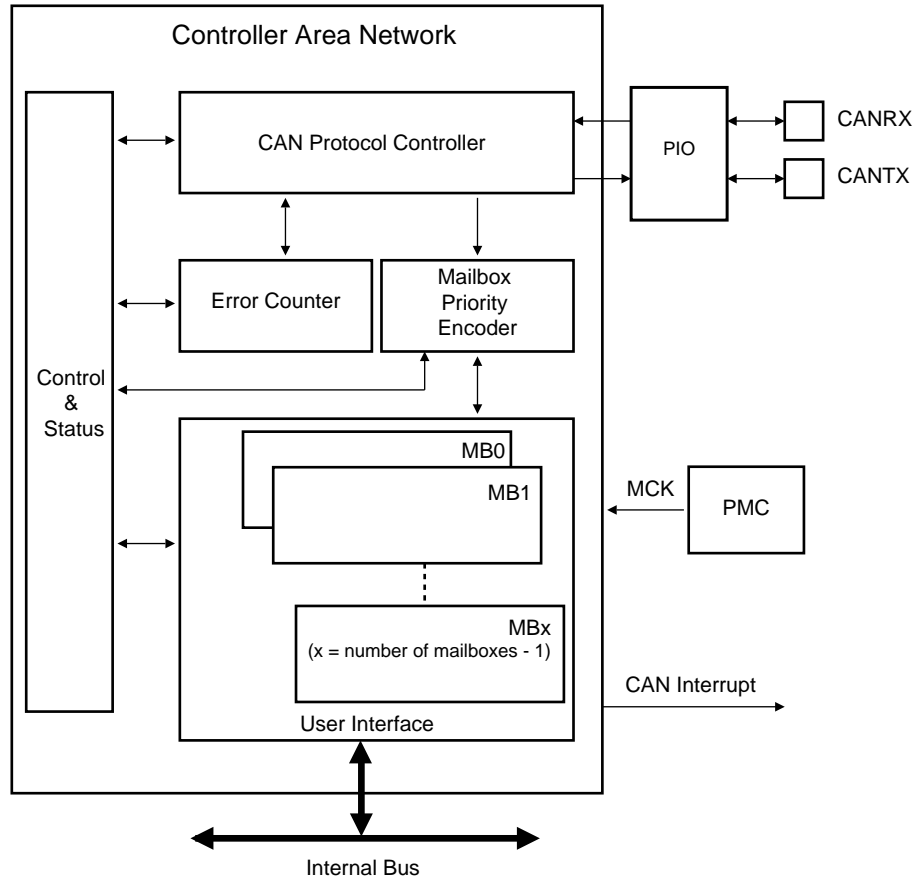 Controller Area Network
CAN Protocol Controller
PIO
CANRX
CANTX
Error Counter
Mailbox
Priority
Encoder
Control
&
Status
MB0
MB1
MCK
PMC
MBx
(x = number of mailboxes - 1)
CAN Interrupt
User Interface
Internal Bus